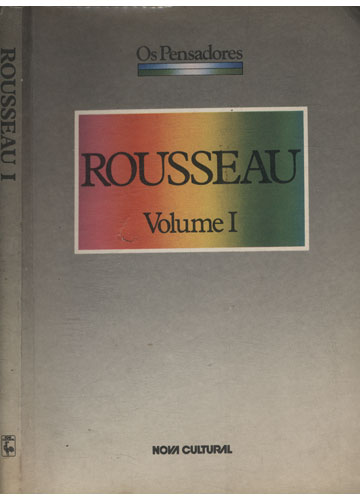 ROUSSEAU I
Os Pensadores
ROUSSEAU
Volume I
NOVA CULTURAL